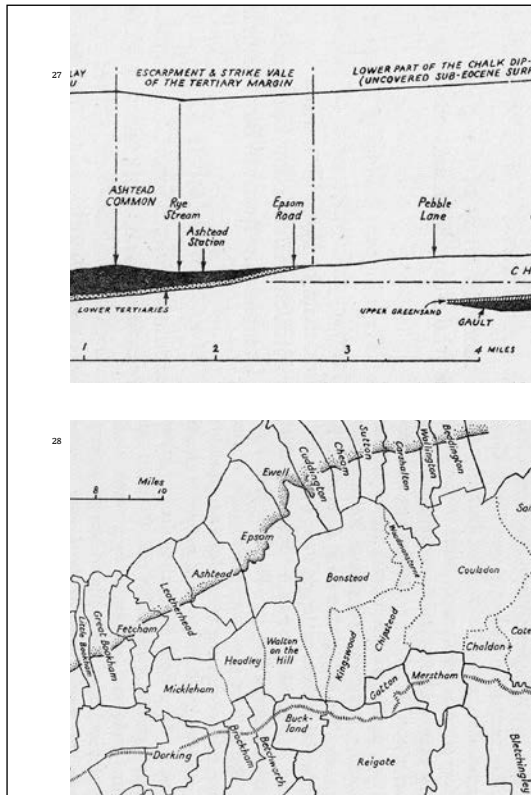 27
LAY
U
ESCARPMENT & STRIKE VALE
OF THE TERTIARY MARGIN
LOWER PART OF THE CHALK DIP-
(UNCOVERED SUB-EOCENE SURF
ASHTEAD
COMMON
Rye
Stream
Ashtead
Station
Epsom
Road
Pebble
Lane
CH
LOWER TERTIARIES
UPPER GREENSAND
GAULT
1 2 3 4 MILES
28
Miles
8 10
Ewell
Cuddington
Cheam
Sutton
Carshalton
Wallington
Beddington
Epsom
Ashtead
Leatherhead
Fetcham
Great Bookham
Little Bookham
Banstead
Woodmansterne
Coulsdon
San
Walton
on the
Hill
Headley
Kingswood
Chipstead
Chaldon
Cate
Mickleham
Gatton
Merstham
Dorking
Brockham
Betchworth
Buck-
land
Reigate
Bletchingley